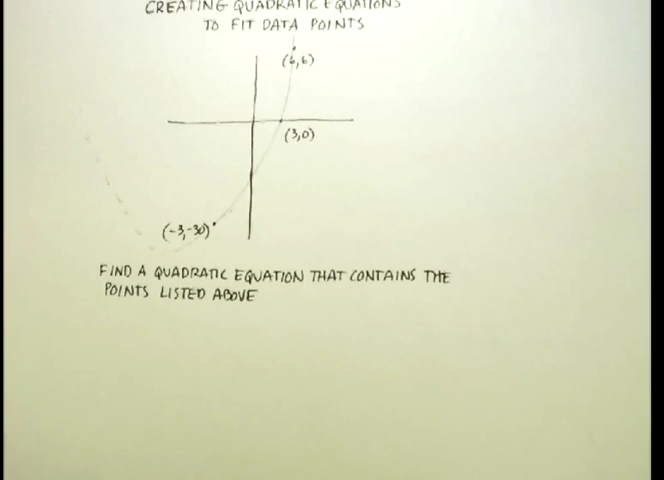 CREATING QUADRATIC EQUATIONS
TO FIT DATA POINTS
(6,6)
(3,0)
(-3,-30)
FIND A QUADRATIC EQUATION THAT CONTAINS THE
POINTS LISTED ABOVE